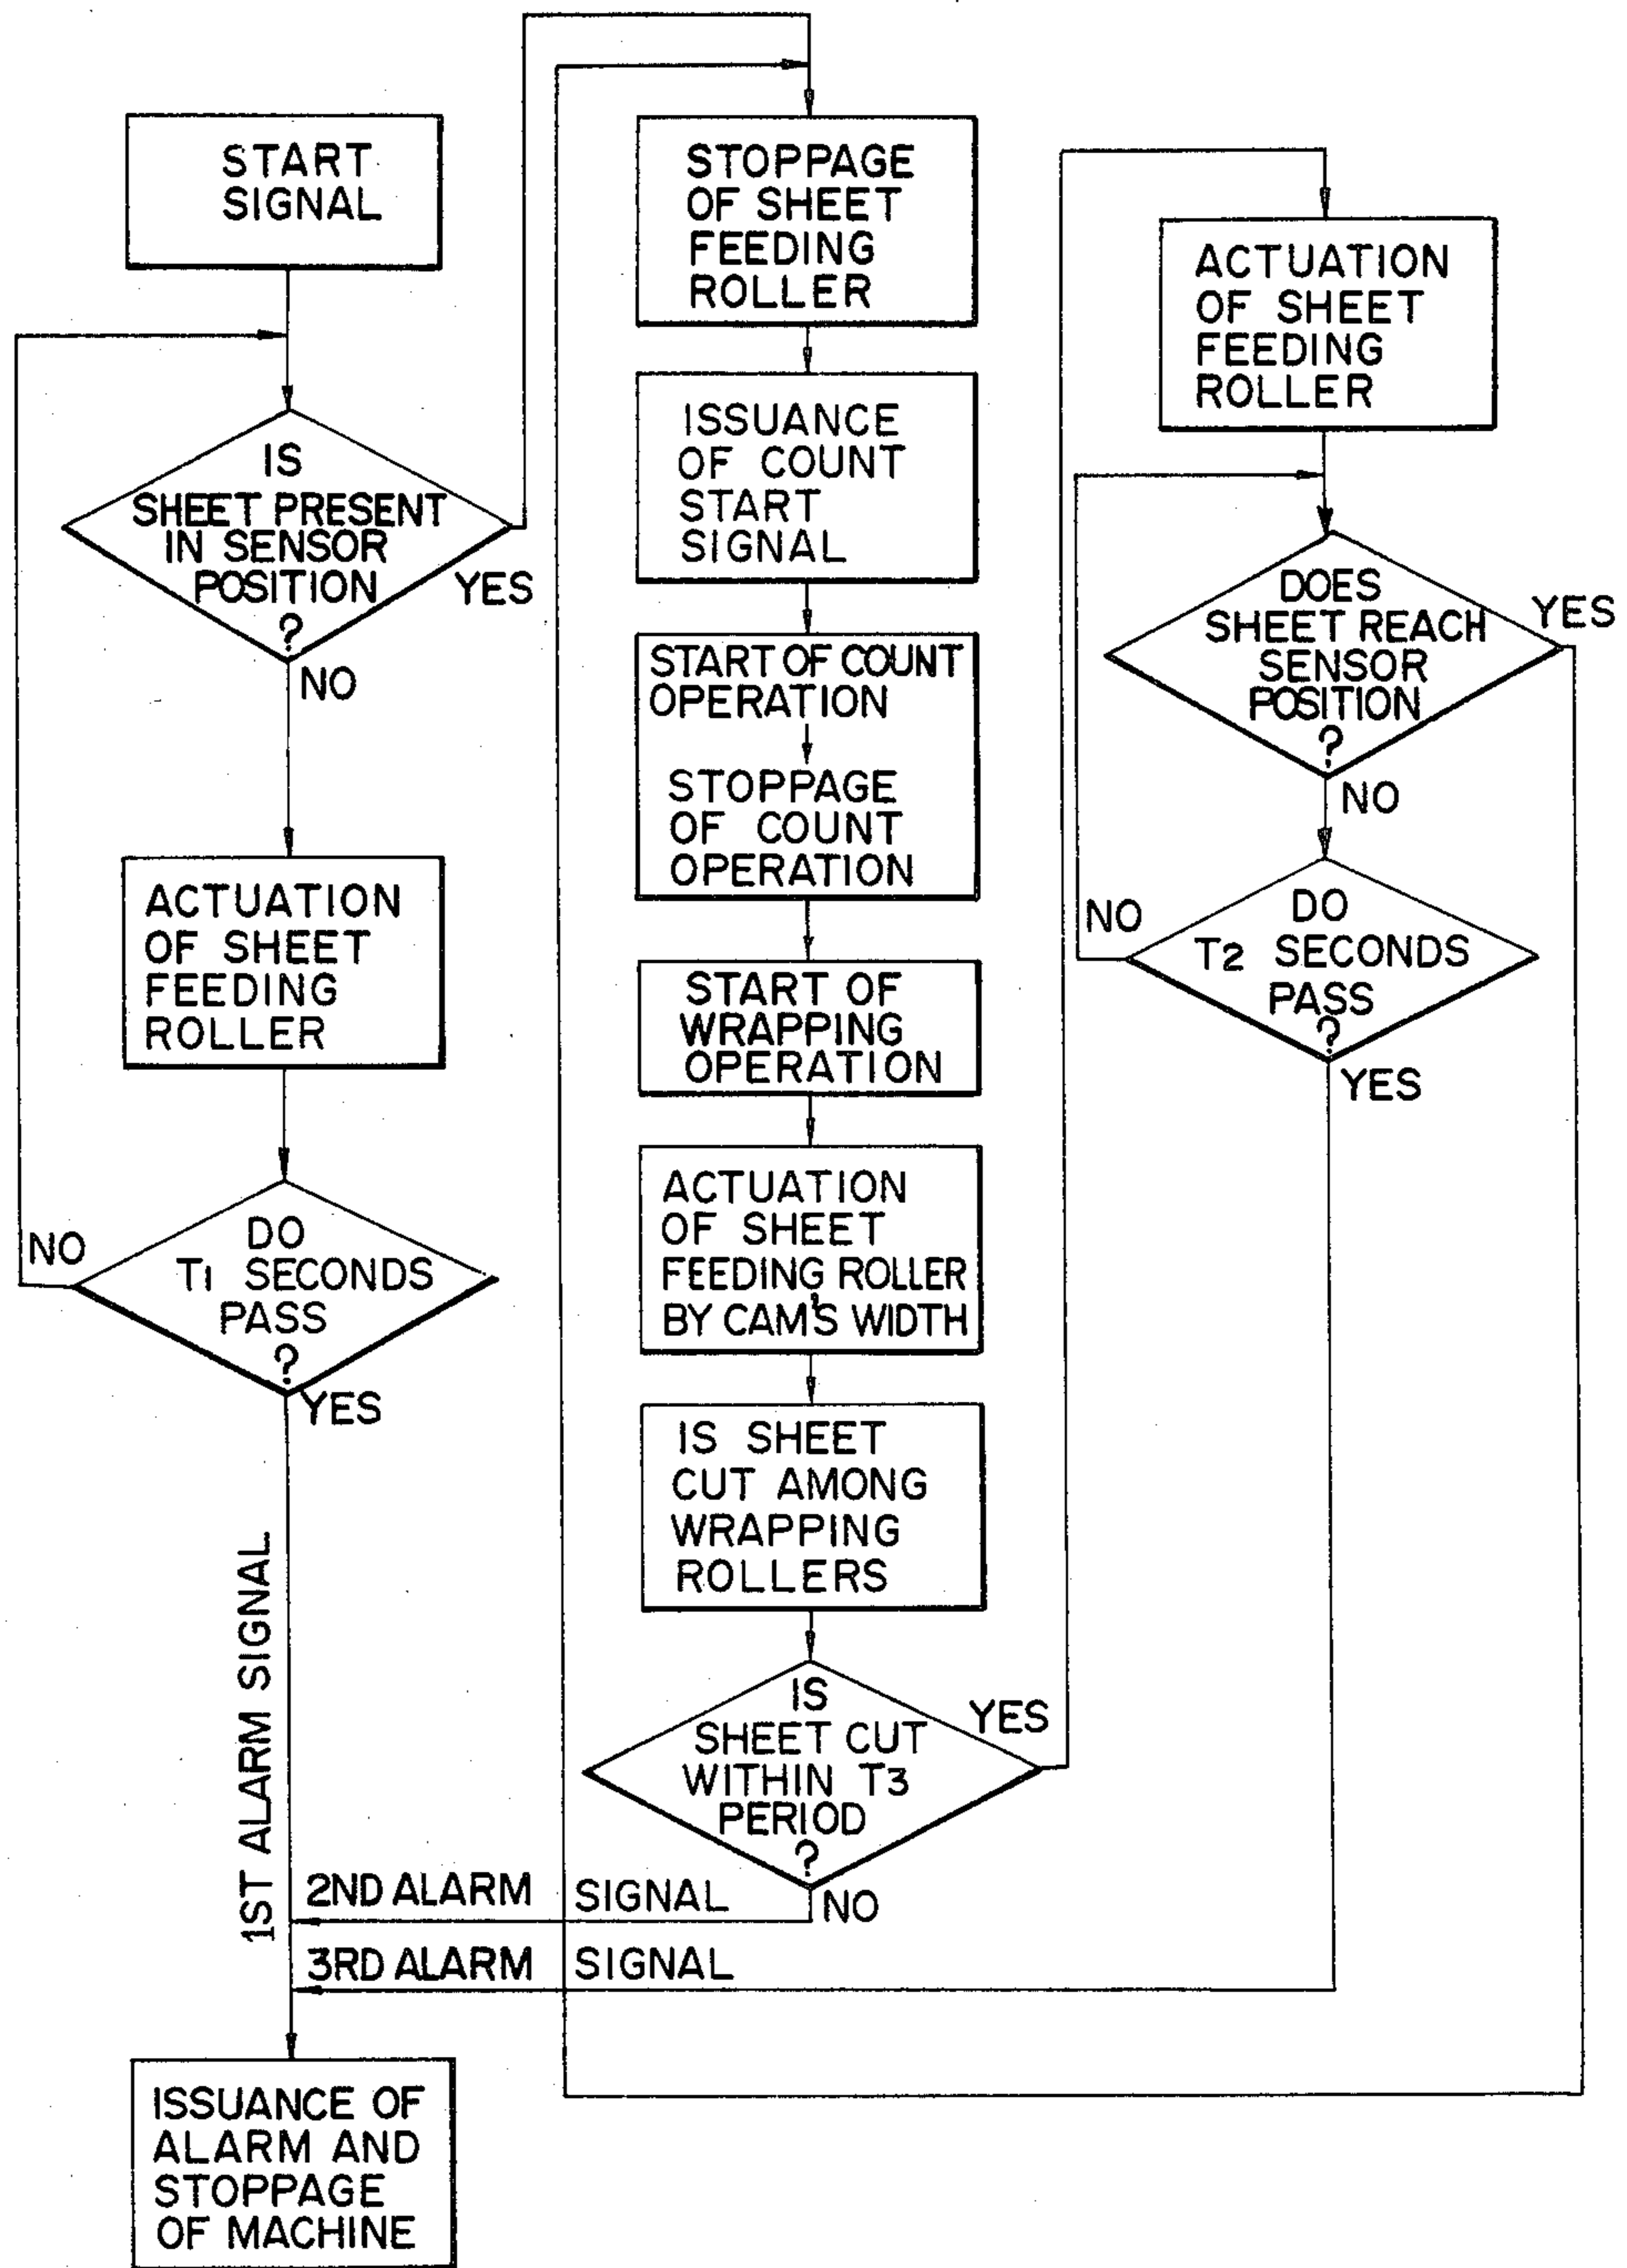 START
SIGNAL
IS
SHEET PRESENT
IN SENSOR
POSITION
?
YES
NO
ACTUATION
OF SHEET
FEEDING
ROLLER
DO
T1 SECONDS
PASS
?
NO
YES
1ST ALARM SIGNAL
ISSUANCE OF
ALARM AND
STOPPAGE
OF MACHINE
STOPPAGE
OF SHEET
FEEDING
ROLLER
ISSUANCE
OF COUNT
START
SIGNAL
START OF COUNT
OPERATION
STOPPAGE
OF COUNT
OPERATION
START OF
WRAPPING
OPERATION
ACTUATION
OF SHEET
FEEDING ROLLER
BY CAM'S WIDTH
IS SHEET
CUT AMONG
WRAPPING
ROLLERS
IS
SHEET CUT
WITHIN T3
PERIOD
?
YES
NO
2ND ALARM SIGNAL
3RD ALARM SIGNAL
ACTUATION
OF SHEET
FEEDING
ROLLER
DOES
SHEET REACH
SENSOR
POSITION
?
YES
NO
DO
T2 SECONDS
PASS
?
NO
YES